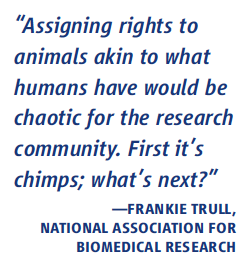 “Assigning rights to
animals akin to what
humans have would be
chaotic for the research
community. First it’s
chimps; what’s next?”
—FRANKIE TRULL,
NATIONAL ASSOCIATION FOR
BIOMEDICAL RESEARCH